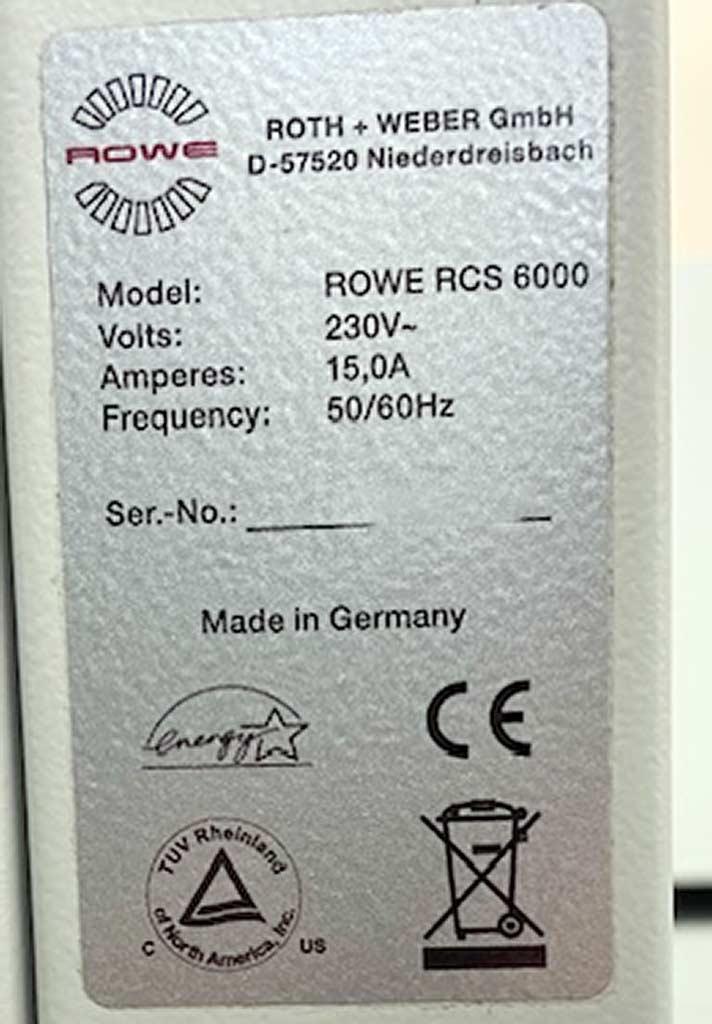 ROWE
ROTH + WEBER GmbH
D-57520 Niederdreisbach
Model: ROWE RCS 6000
Volts: 230V~
Amperes: 15,0A
Frequency: 50/60Hz
Ser.-No.:
Made in Germany
energy
CE
TÜV Rheinland
of North America, Inc.
C US